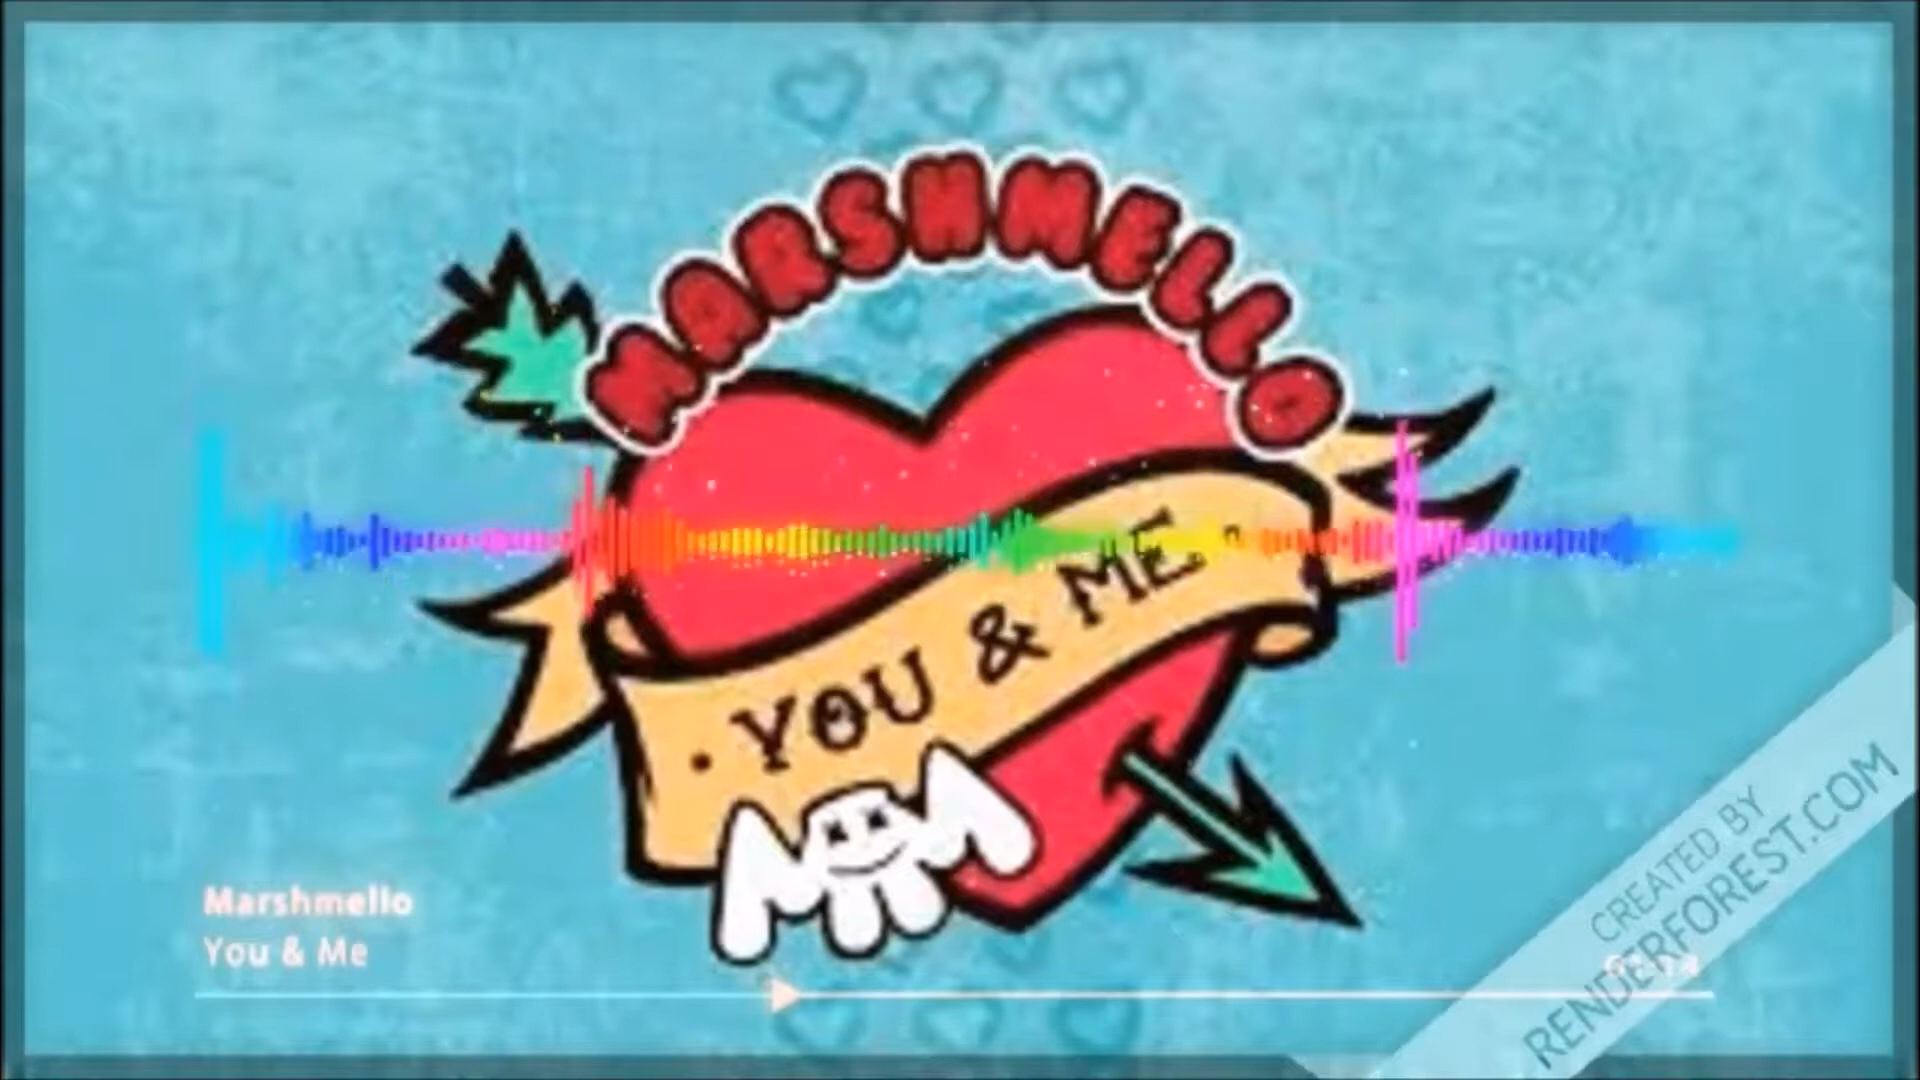 MARSHMELLO
• YOU & ME •
Marshmello
You & Me
CREATED BY
RENDERFOREST.COM